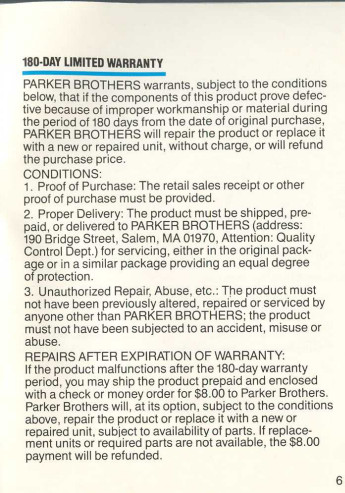 180-DAY LIMITED WARRANTY
PARKER BROTHERS warrants, subject to the conditions
below, that if the components of this product prove defec-
tive because of improper workmanship or material during
the period of 180 days from the date of original purchase,
PARKER BROTHERS will repair the product or replace it
with a new or repaired unit, without charge, or will refund
the purchase price.
CONDITIONS:
1. Proof of Purchase: The retail sales receipt or other
proof of purchase must be provided.
2. Proper Delivery: The product must be shipped, pre-
paid, or delivered to PARKER BROTHERS (address:
190 Bridge Street, Salem, MA 01970, Attention: Quality
Control Dept.) for servicing, either in the original pack-
age or in a similar package providing an equal degree
of protection.
3. Unauthorized Repair, Abuse, etc.: The product must
not have been previously altered, repaired or serviced by
anyone other than PARKER BROTHERS; the product
must not have been subjected to an accident, misuse or
abuse.
REPAIRS AFTER EXPIRATION OF WARRANTY:
If the product malfunctions after the 180-day warranty
period, you may ship the product prepaid and enclosed
with a check or money order for $8.00 to Parker Brothers.
Parker Brothers will, at its option, subject to the conditions
above, repair the product or replace it with a new or
repaired unit, subject to availability of parts. If replace-
ment units or required parts are not available, the $8.00
payment will be refunded.
6